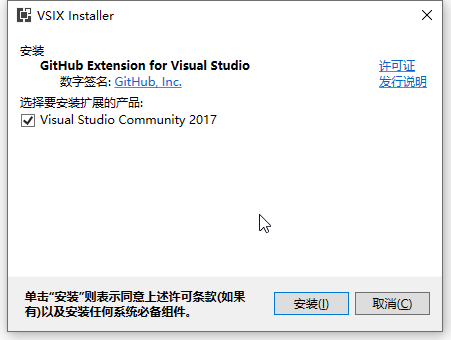 VSIX Installer
安装
GitHub Extension for Visual Studio
许可证
数字签名: GitHub, Inc.
发行说明
选择要安装扩展的产品:
Visual Studio Community 2017
单击“安装”则表示同意上述许可条款(如果
有)以及安装任何系统必备组件。
安装(I)
取消(C)